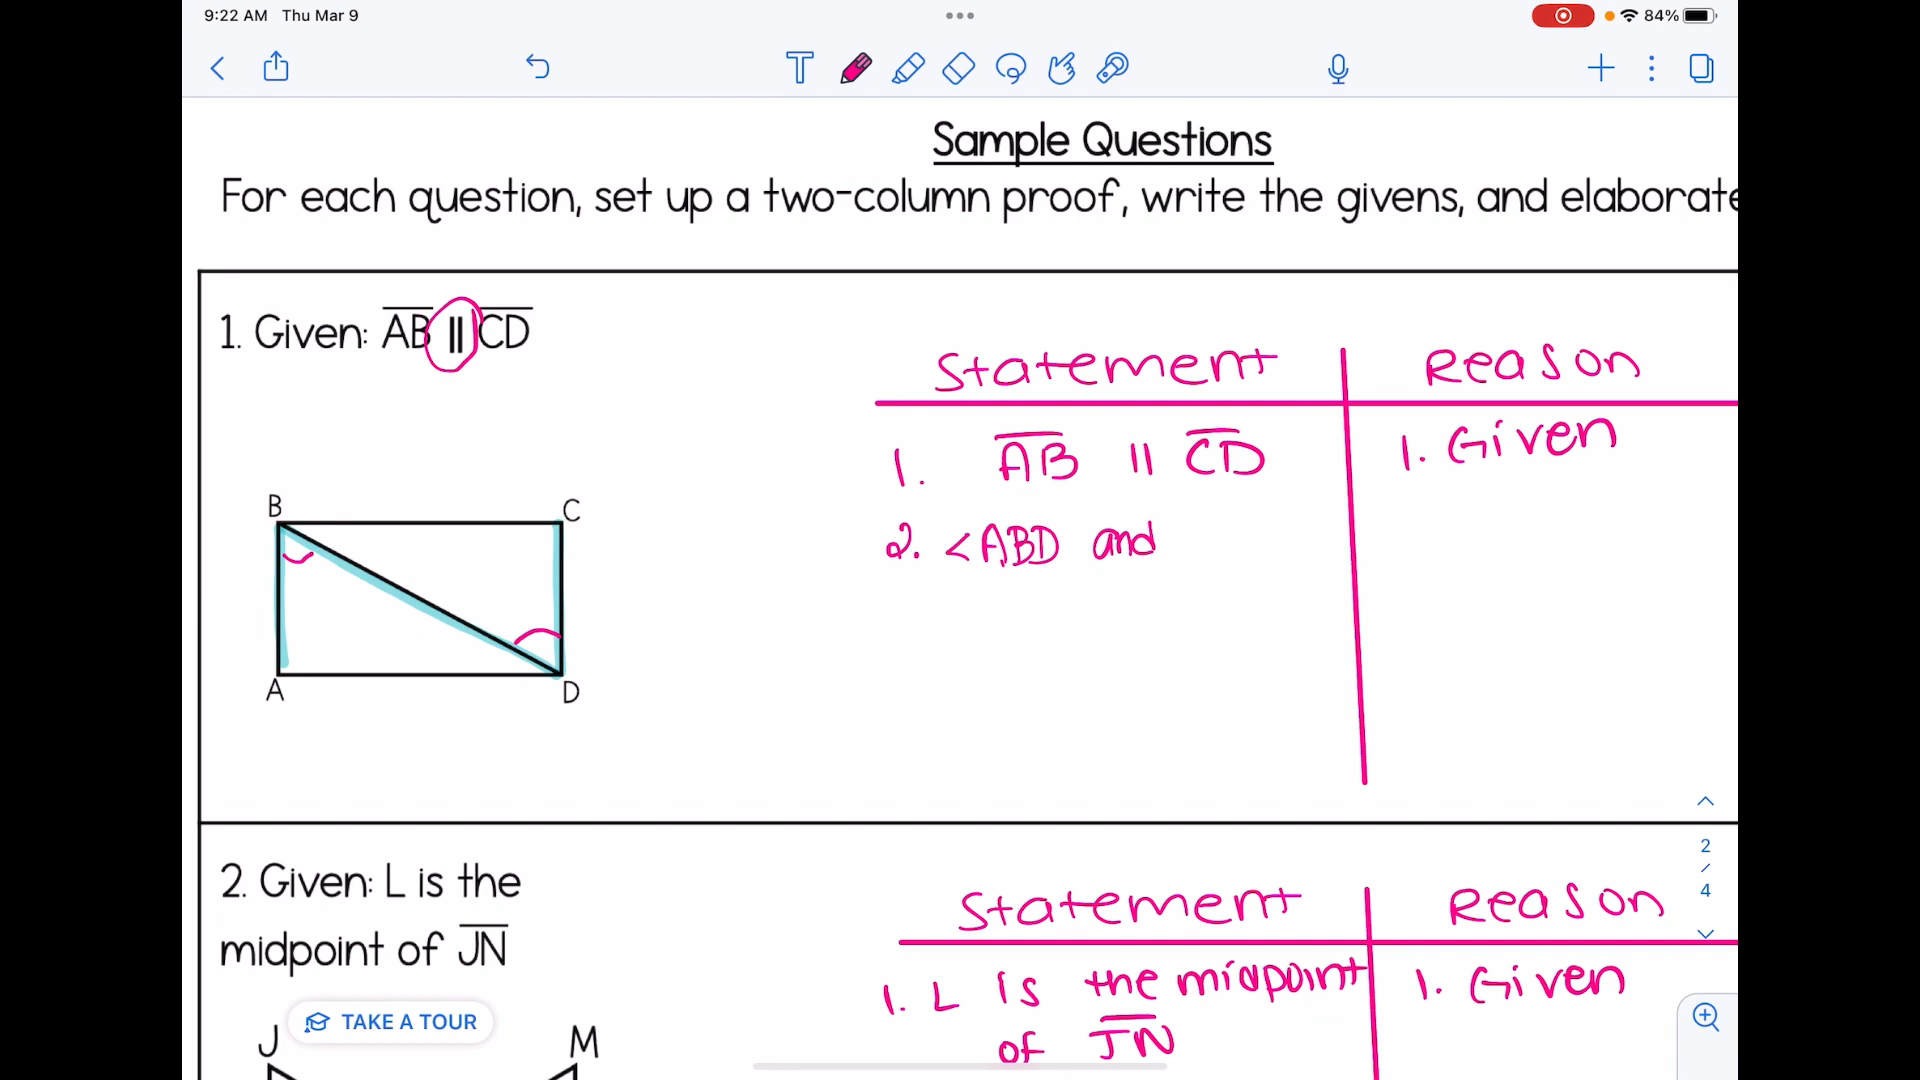 9:22 AM Thu Mar 9
84%
Sample Questions
For each question, set up a two-column proof, write the givens, and elaborate
1. Given: AB || CD
Statement Reason
1. AB || CD 1. Given
2. <ABD and
B C
A D
2
/
4
2. Given: L is the
midpoint of JN
Statement Reason
1. L is the midpoint 1. Given
of JN
TAKE A TOUR
J M